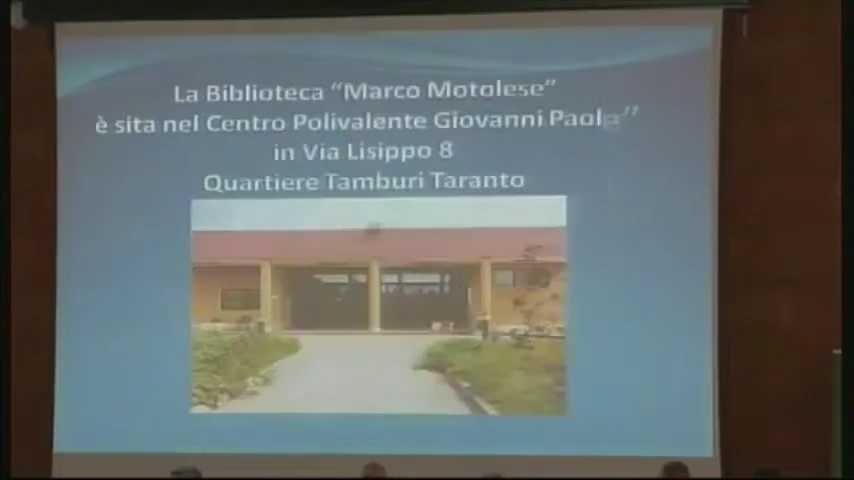 La Biblioteca “Marco Motolese”
è sita nel Centro Polivalente Giovanni Paolo
in Via Lisippo 8
Quartiere Tamburi Taranto